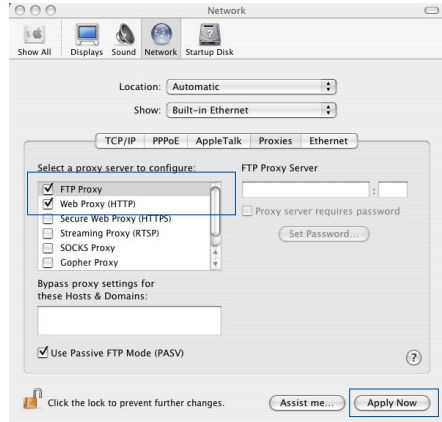 Network
Show All Displays Sound Network Startup Disk
Location: Automatic
Show: Built-in Ethernet
TCP/IP PPPoE AppleTalk Proxies Ethernet
Select a proxy server to configure: FTP Proxy Server
FTP Proxy
:
Web Proxy (HTTP)
Proxy server requires password
Secure Web Proxy (HTTPS)
Streaming Proxy (RTSP)
Set Password...
SOCKS Proxy
Gopher Proxy
Bypass proxy settings for
these Hosts & Domains:
Use Passive FTP Mode (PASV)
?
Click the lock to prevent further changes. Assist me... Apply Now